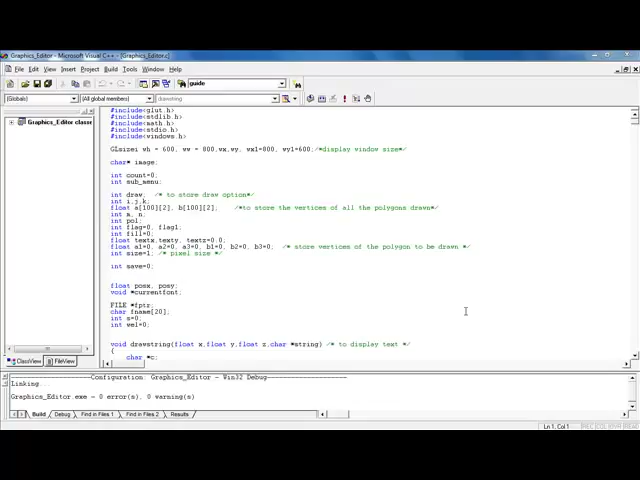 Graphics_Editor - Microsoft Visual C++ - [Graphics_Editor.c]
File Edit View Insert Project Build Tools Window Help
guide
(Globals) (All global members) drawstring
Graphics_Editor classe
#include<glut.h>
#include<stdlib.h>
#include<math.h>
#include<stdio.h>
#include<windows.h>
GLsizei wh = 600, ww = 800,wx,wy, wx1=800, wy1=600;/*display window size*/
char* image;
int count=0;
int sub_menu;
int draw; /* to store draw option*/
int i,j,k;
float a[100][2], b[100][2]; /*to store the vertices of all the polygons drawn*/
int m, n;
int pol;
int flag=0, flag1;
int fill=0;
float textx,texty, textz=0.0;
float a1=0, a2=0, a3=0, b1=0, b2=0, b3=0; /* store vertices of the polygon to be drawn */
int size=1; /* pixel size */
int save=0;
float posx, posy;
void *currentfont;
FILE *fptr;
char fname[20];
int s=0;
int wel=0;
void drawstring(float x,float y,float z,char *string) /* to display text */
{
char *c;
ClassView FileView
--------------------Configuration: Graphics_Editor - Win32 Debug--------------------
Linking...
Graphics_Editor.exe - 0 error(s), 0 warning(s)
Build Debug Find in Files 1 Find in Files 2 Results
Ln 1, Col 1